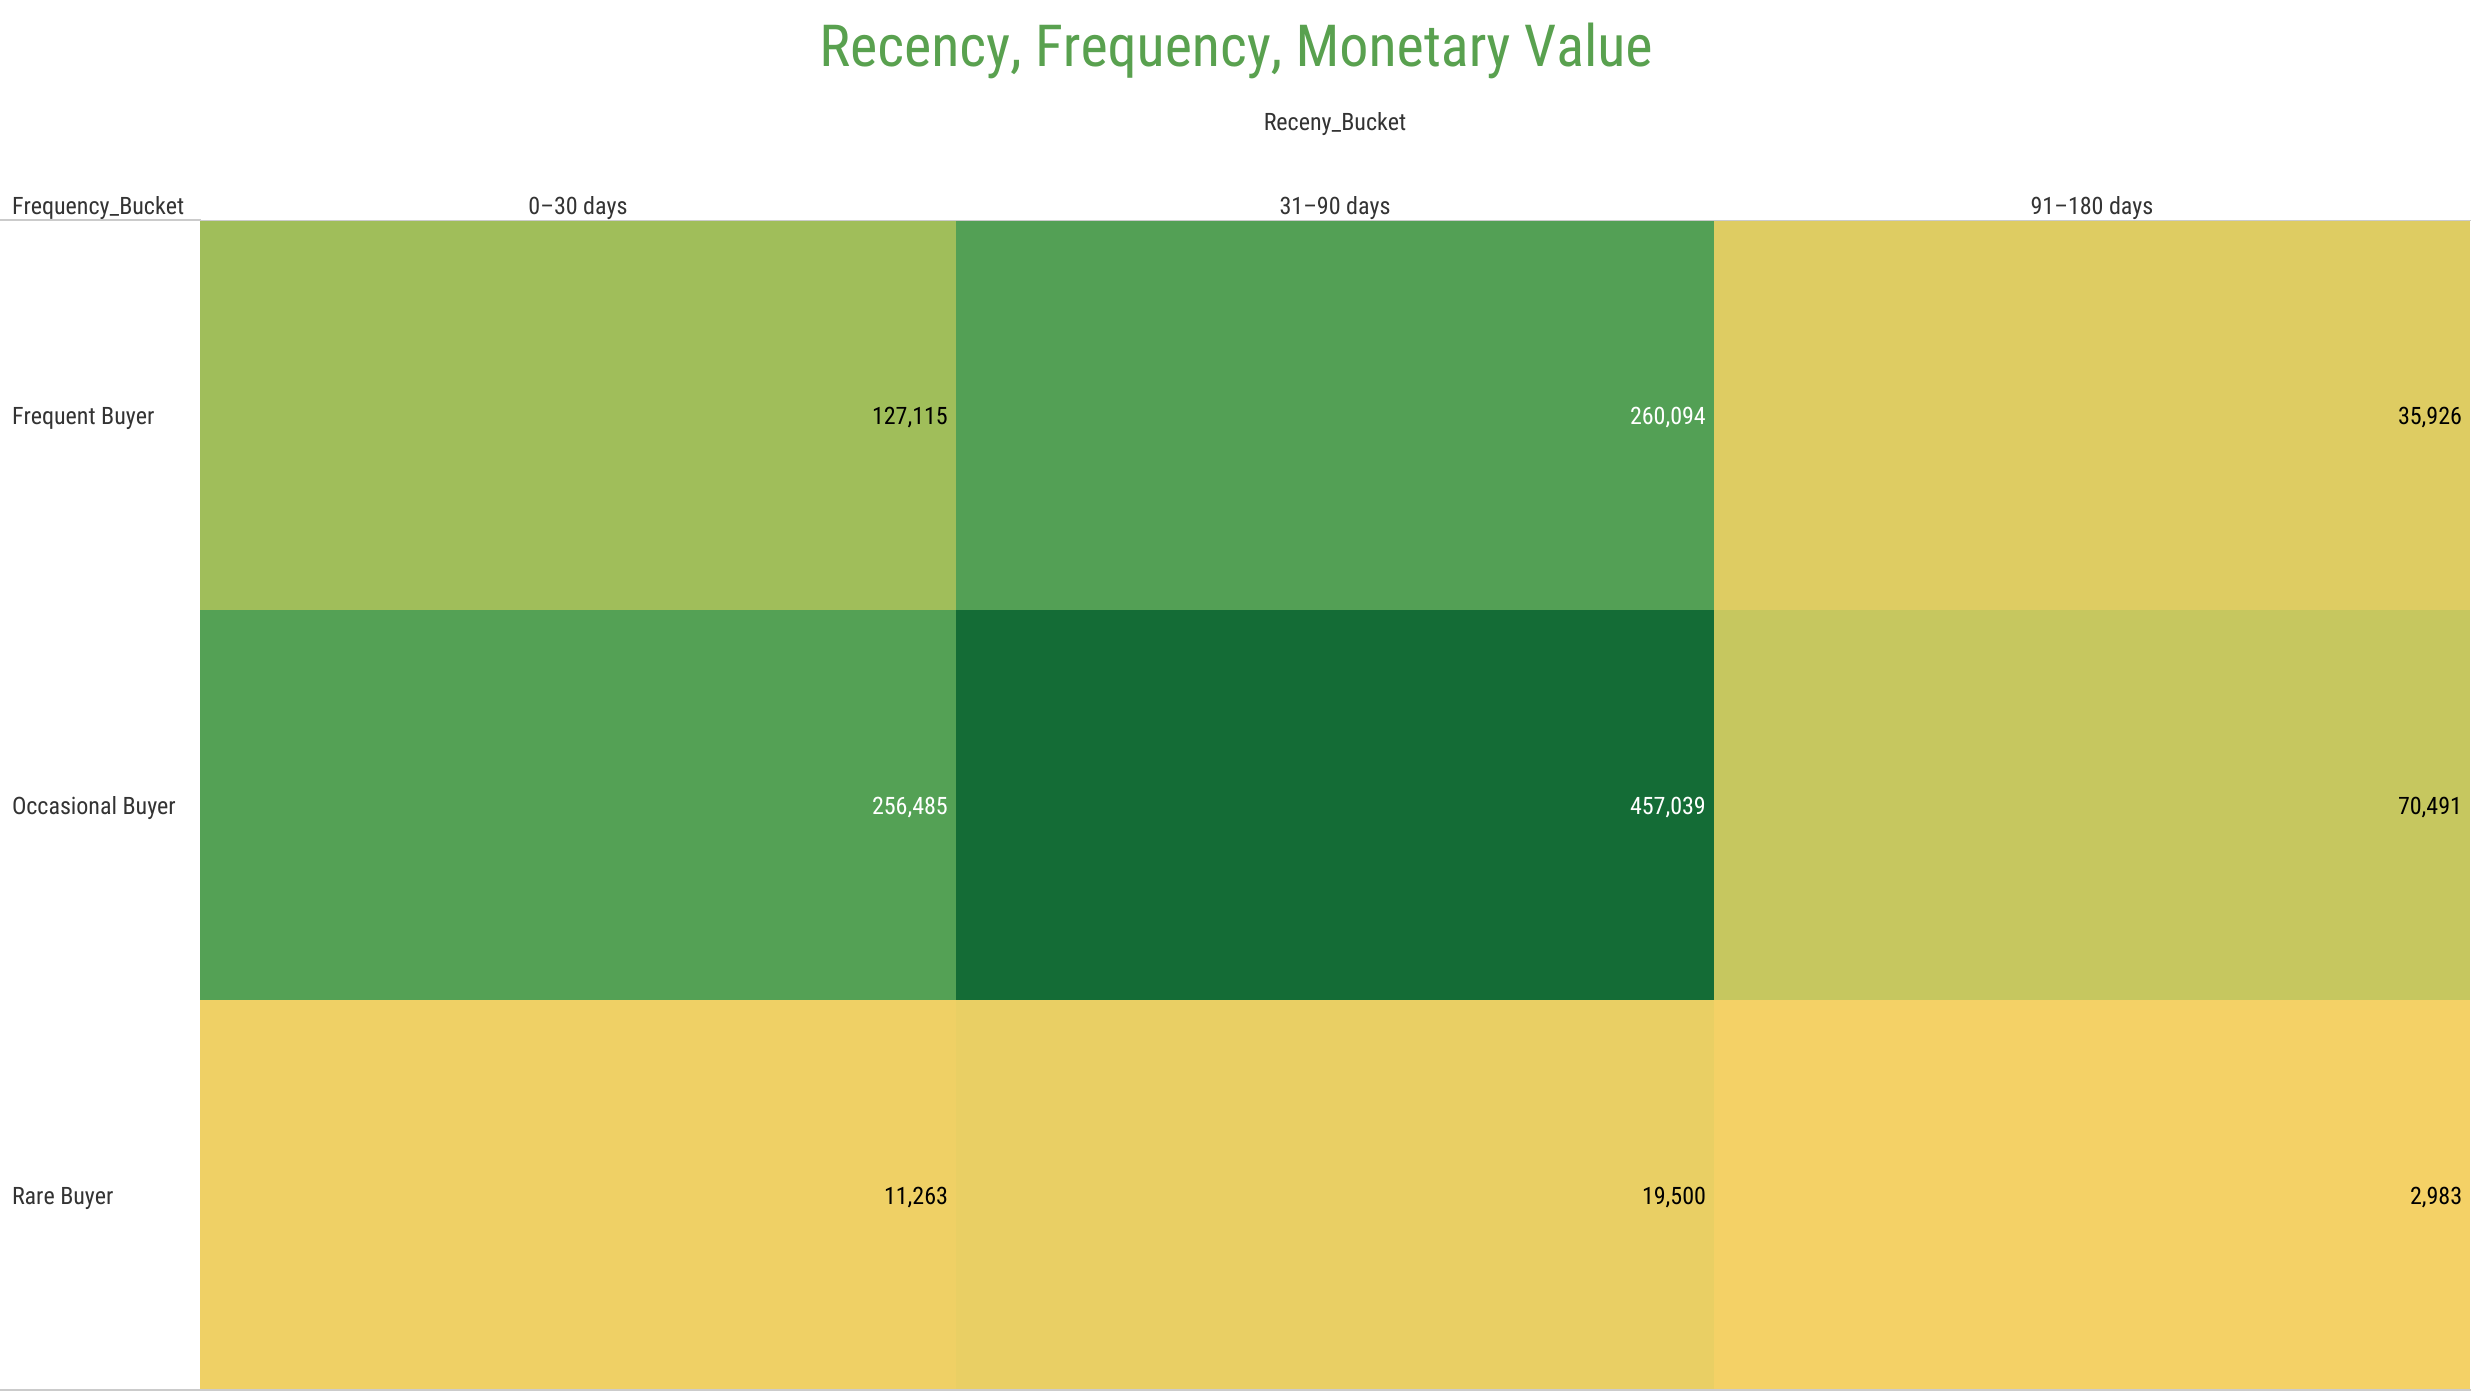 Recency, Frequency, Monetary Value
Receny_Bucket
Frequency_Bucket 0–30 days 31–90 days 91–180 days
Frequent Buyer 127,115 260,094 35,926
Occasional Buyer 256,485 457,039 70,491
Rare Buyer 11,263 19,500 2,983